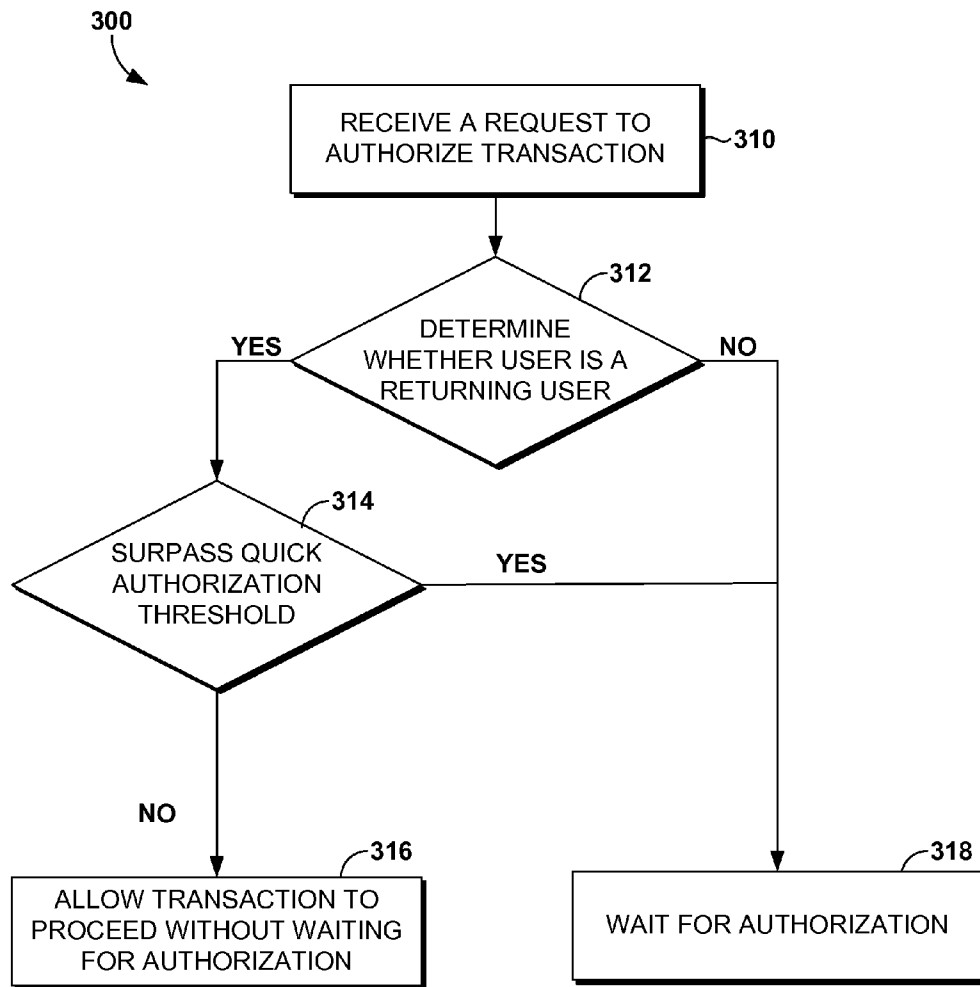 300
RECEIVE A REQUEST TO
AUTHORIZE TRANSACTION
310
312
DETERMINE
WHETHER USER IS A
RETURNING USER
YES
NO
314
SURPASS QUICK
AUTHORIZATION
THRESHOLD
YES
NO
316
ALLOW TRANSACTION TO
PROCEED WITHOUT WAITING
FOR AUTHORIZATION
318
WAIT FOR AUTHORIZATION